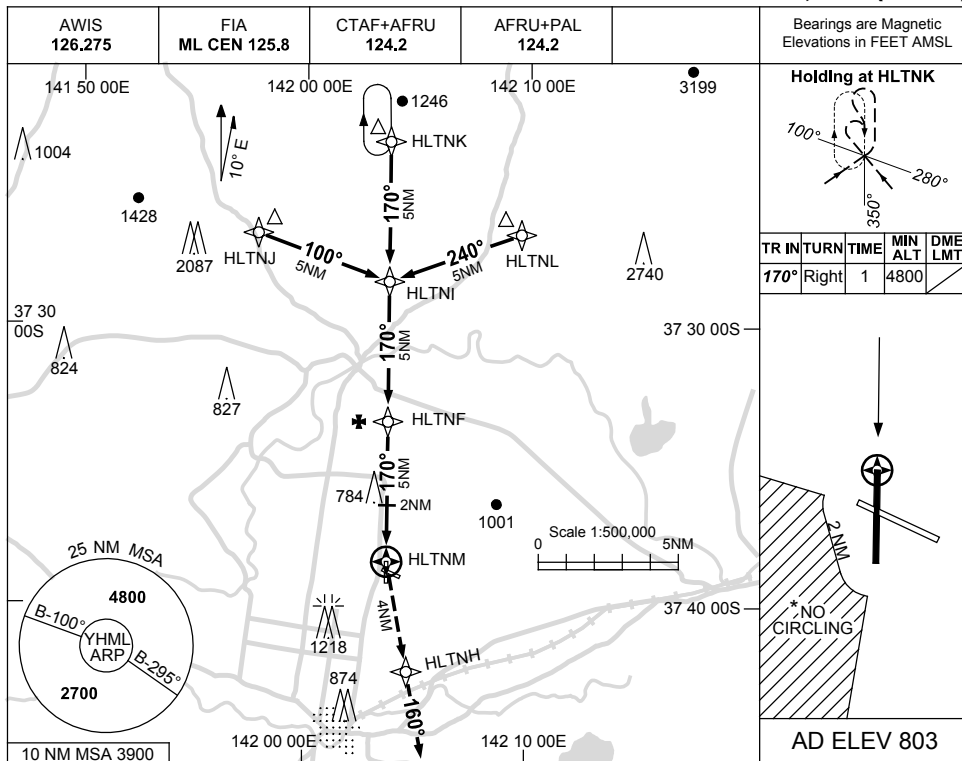 AWIS
126.275
FIA
ML CEN 125.8
CTAF+AFRU
124.2
AFRU+PAL
124.2
Bearings are Magnetic
Elevations in FEET AMSL
141 50 00E
142 00 00E
142 10 00E
3199
1246
HLTNK
1004
10° E
1428
170°
5NM
2087
HLTNJ
100°
5NM
240°
5NM
HLTNL
2740
HLTNI
37 30
00S
37 30 00S
170°
5NM
824
827
HLTNF
170°
5NM
784
2NM
1001
Scale 1:500,000
0
5NM
HLTNM
25 NM MSA
4800
B-100°
YHML
ARP
B-295°
2700
4NM
37 40 00S
1218
HLTNH
874
160°
10 NM MSA 3900
142 00 00E
142 10 00E
Holding at HLTNK
100°
280°
350°
TR IN TURN TIME MIN ALT DME LMT
170° Right 1 4800
2 NM
*NO
CIRCLING
AD ELEV 803